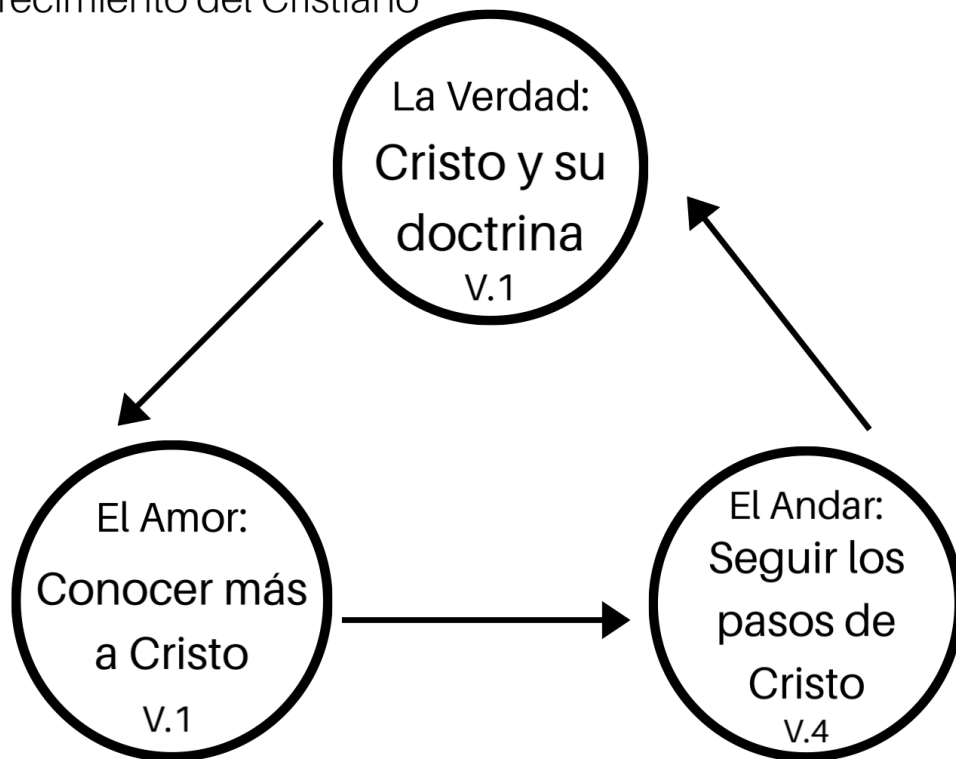 recimiento del Cristiano
La Verdad:
Cristo y su
doctrina
V.1
El Amor:
Conocer más
a Cristo
V.1
El Andar:
Seguir los
pasos de
Cristo
V.4